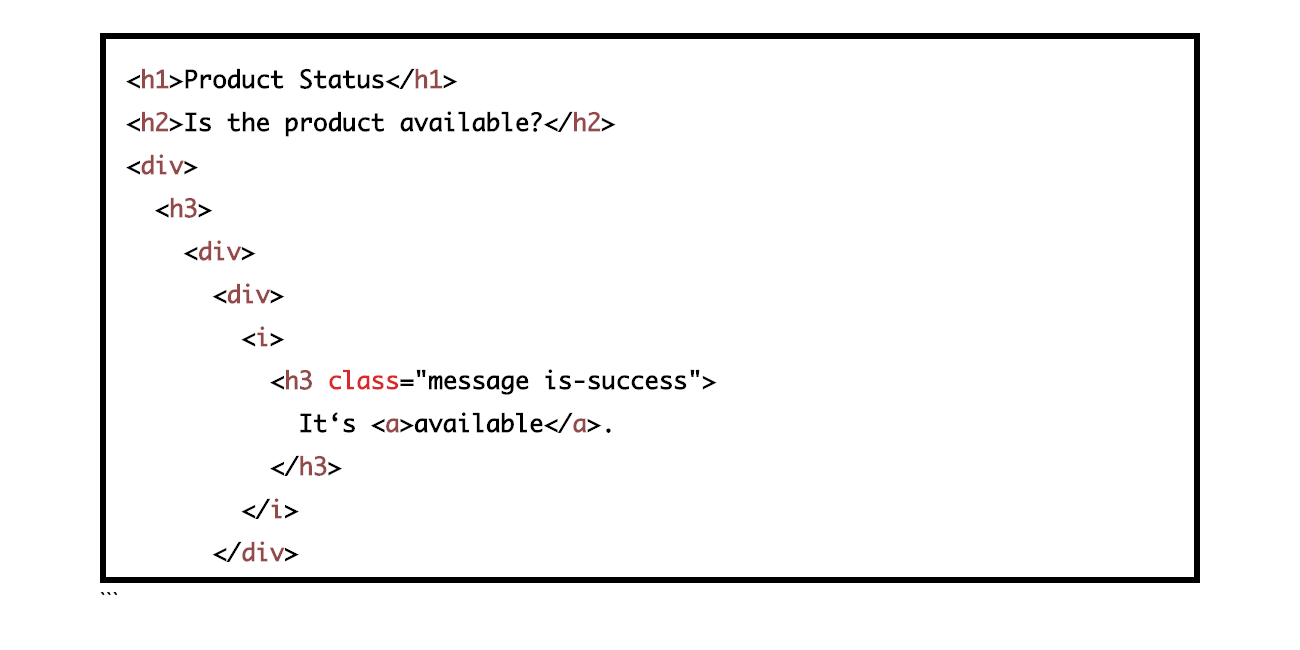 <h1>Product Status</h1>
<h2>Is the product available?</h2>
<div>
<h3>
<div>
<div>
<i>
<h3 class="message is-success">
It‘s <a>available</a>.
</h3>
</i>
</div>
```